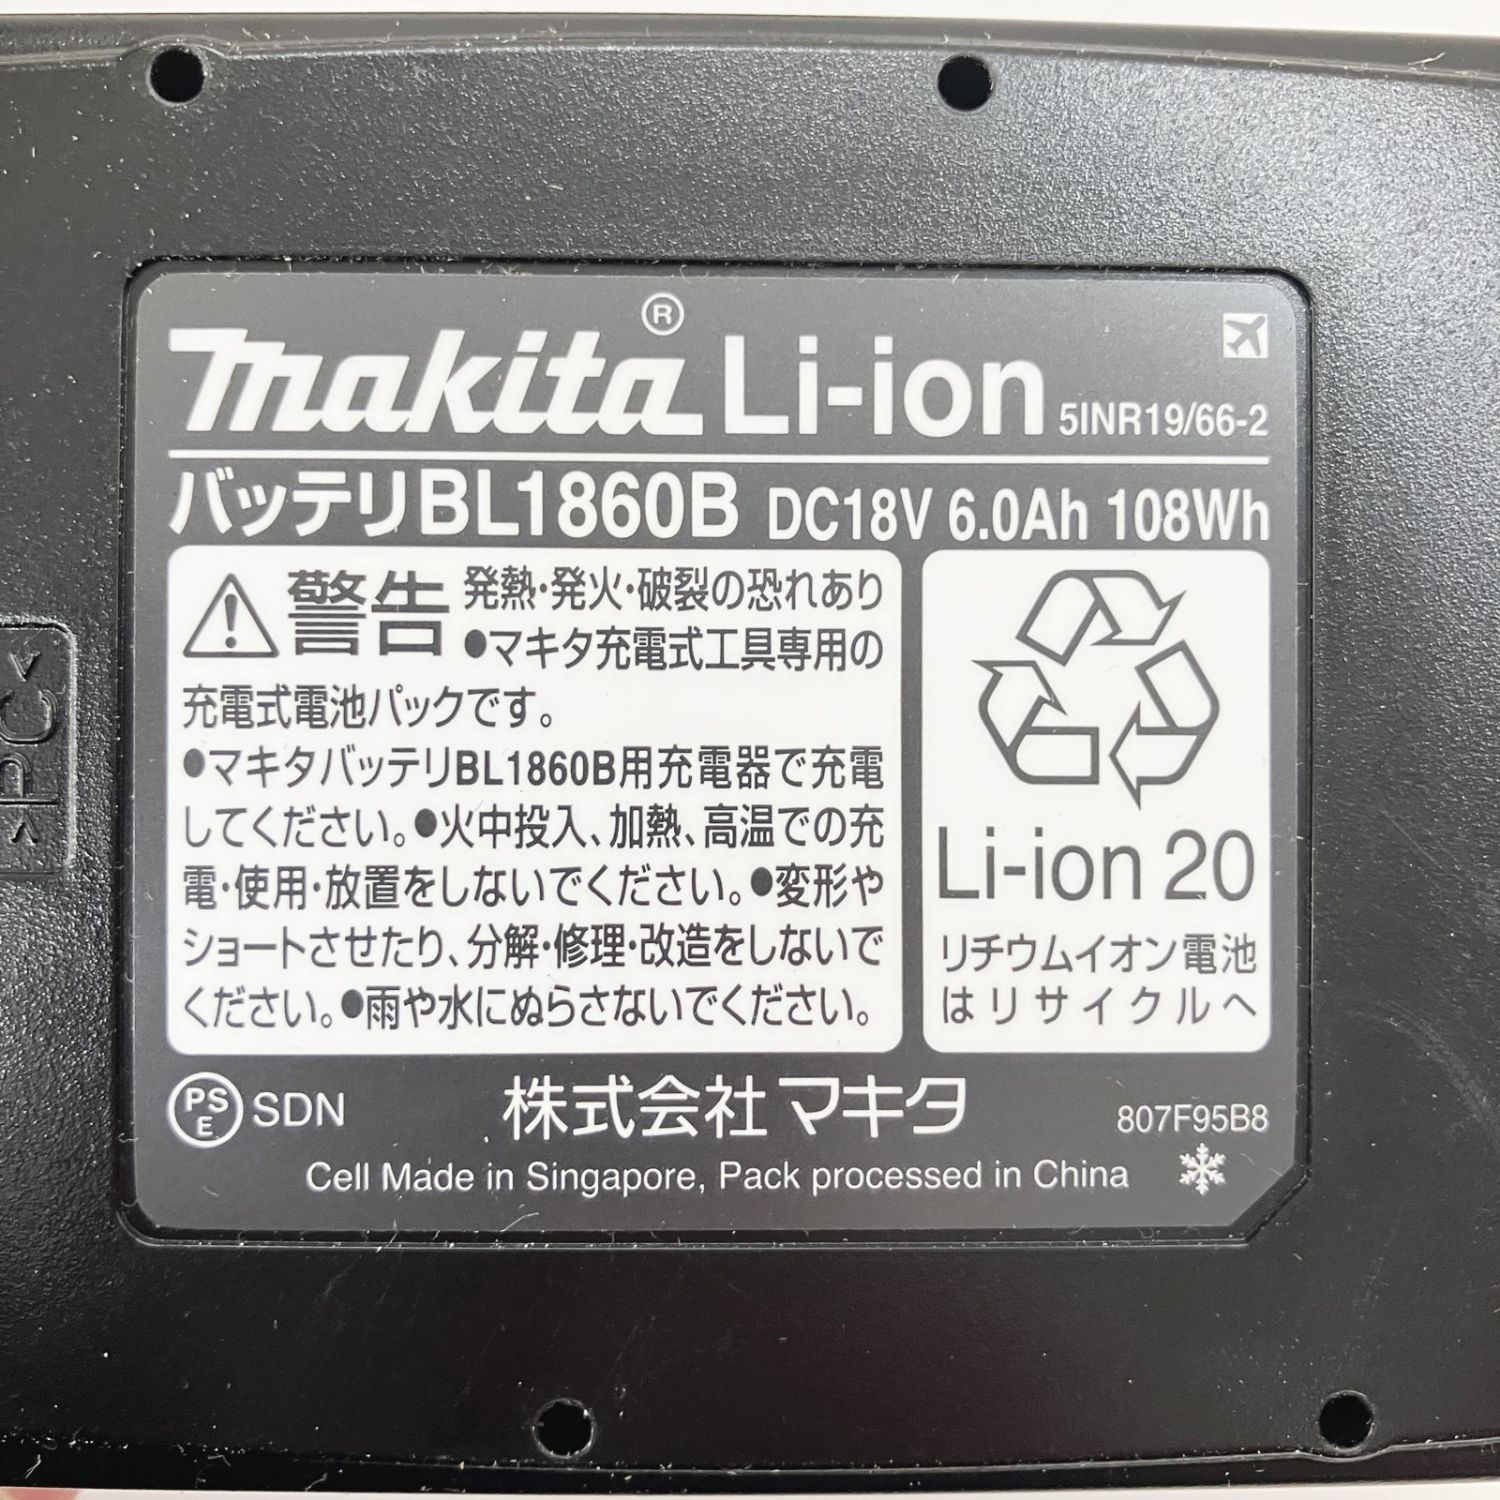 makita® Li-ion 5INR19/66-2
バッテリBL1860B DC18V 6.0Ah 108Wh
警告 発熱・発火・破裂の恐れあり
●マキタ充電式工具専用の
充電式電池パックです。
●マキタバッテリBL1860B用充電器で充電
してください。●火中投入、加熱、高温での充
電・使用・放置をしないでください。●変形や
ショートさせたり、分解・修理・改造をしないで
ください。●雨や水にぬらさないでください。
Li-ion 20
リチウムイオン電池
はリサイクルへ
PSE SDN 株式会社マキタ 807F95B8
Cell Made in Singapore, Pack processed in China